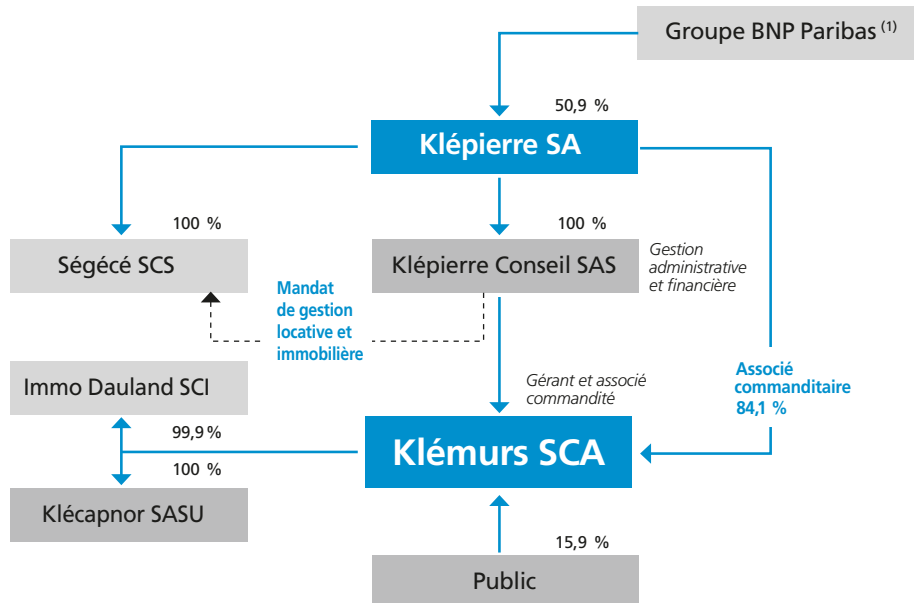 Groupe BNP Paribas (1)
50,9 %
Klépierre SA
100 %
100 %
Ségécé SCS
Klépierre Conseil SAS
Gestion
administrative
et financière
Mandat
de gestion
locative et
immobilière
Immo Dauland SCI
Gérant et associé
commandité
Associé
commanditaire
84,1 %
99,9%
Klémurs SCA
100 %
Klécapnor SASU
15,9 %
Public